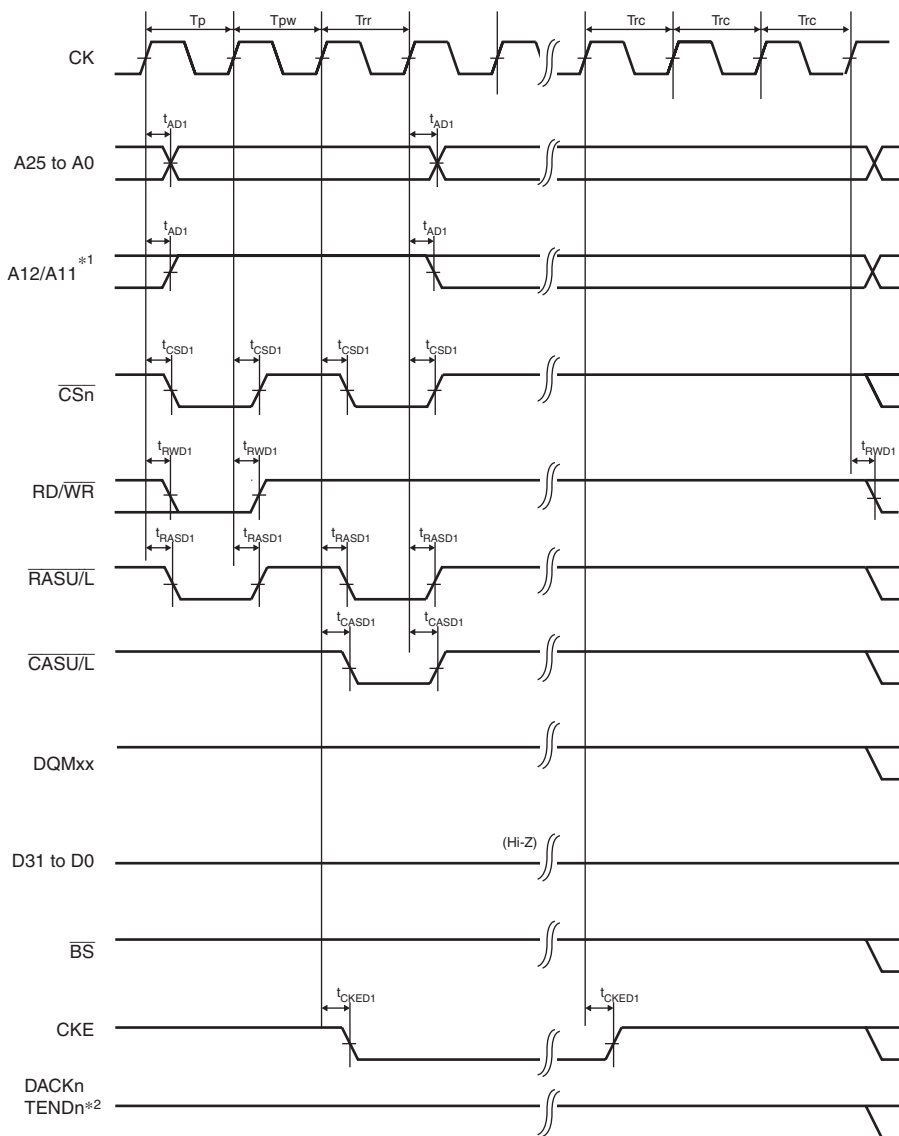 Tp Tpw Trr Trc Trc Trc
CK
tAD1 tAD1
A25 to A0
tAD1 tAD1
A12/A11*1
tCSD1 tCSD1 tCSD1 tCSD1
CSn
tRWD1 tRWD1 tRWD1
RD/WR
tRASD1 tRASD1 tRASD1 tRASD1
RASU/L
tCASD1 tCASD1
CASU/L
DQMxx
(Hi-Z)
D31 to D0
BS
tCKED1 tCKED1
CKE
DACKn
TENDn*2